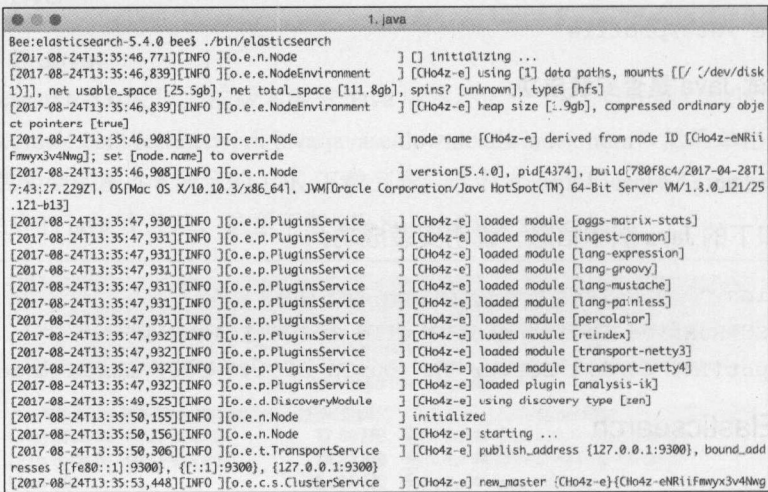 1. java
Bee:elasticsearch-5.4.0 bee$ ./bin/elasticsearch
[2017-08-24T13:35:46,771][INFO ][o.e.n.Node               ] [] initializing ...
[2017-08-24T13:35:46,839][INFO ][o.e.e.NodeEnvironment    ] [CHo4z-e] using [1] data paths, mounts [[/ (/dev/disk
1)]], net usable_space [25.5gb], net total_space [111.8gb], spins? [unknown], types [hfs]
[2017-08-24T13:35:46,839][INFO ][o.e.e.NodeEnvironment    ] [CHo4z-e] heap size [1.9gb], compressed ordinary obje
ct pointers [true]
[2017-08-24T13:35:46,908][INFO ][o.e.n.Node               ] node name [CHo4z-e] derived from node ID [CHo4z-eNRii
Fmwyx3v4Nwg]; set [node.name] to override
[2017-08-24T13:35:46,908][INFO ][o.e.n.Node               ] version[5.4.0], pid[4374], build[780f8c4/2017-04-28T1
7:43:27.229Z], OS[Mac OS X/10.10.3/x86_64], JVM[Oracle Corporation/Java HotSpot(TM) 64-Bit Server VM/1.8.0_121/25
.121-b13]
[2017-08-24T13:35:47,930][INFO ][o.e.p.PluginsService     ] [CHo4z-e] loaded module [aggs-matrix-stats]
[2017-08-24T13:35:47,931][INFO ][o.e.p.PluginsService     ] [CHo4z-e] loaded module [ingest-common]
[2017-08-24T13:35:47,931][INFO ][o.e.p.PluginsService     ] [CHo4z-e] loaded module [lang-expression]
[2017-08-24T13:35:47,931][INFO ][o.e.p.PluginsService     ] [CHo4z-e] loaded module [lang-groovy]
[2017-08-24T13:35:47,931][INFO ][o.e.p.PluginsService     ] [CHo4z-e] loaded module [lang-mustache]
[2017-08-24T13:35:47,931][INFO ][o.e.p.PluginsService     ] [CHo4z-e] loaded module [lang-painless]
[2017-08-24T13:35:47,931][INFO ][o.e.p.PluginsService     ] [CHo4z-e] loaded module [percolator]
[2017-08-24T13:35:47,932][INFO ][o.e.p.PluginsService     ] [CHo4z-e] loaded module [reindex]
[2017-08-24T13:35:47,932][INFO ][o.e.p.PluginsService     ] [CHo4z-e] loaded module [transport-netty3]
[2017-08-24T13:35:47,932][INFO ][o.e.p.PluginsService     ] [CHo4z-e] loaded module [transport-netty4]
[2017-08-24T13:35:47,932][INFO ][o.e.p.PluginsService     ] [CHo4z-e] loaded plugin [analysis-ik]
[2017-08-24T13:35:49,525][INFO ][o.e.d.DiscoveryModule    ] [CHo4z-e] using discovery type [zen]
[2017-08-24T13:35:50,155][INFO ][o.e.n.Node               ] initialized
[2017-08-24T13:35:50,156][INFO ][o.e.n.Node               ] [CHo4z-e] starting ...
[2017-08-24T13:35:50,306][INFO ][o.e.t.TransportService   ] [CHo4z-e] publish_address {127.0.0.1:9300}, bound_add
resses {[fe80::1]:9300}, {[::1]:9300}, {127.0.0.1:9300}
[2017-08-24T13:35:53,448][INFO ][o.e.c.s.ClusterService   ] [CHo4z-e] new_master {CHo4z-e}{CHo4z-eNRiiFmwyx3v4Nwg